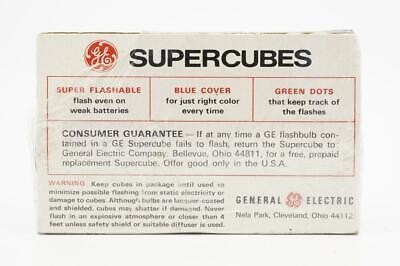 GE SUPERCUBES
SUPER FLASHABLE
flash even on
weak batteries
BLUE COVER
for just right color
every time
GREEN DOTS
that keep track of
the flashes
CONSUMER GUARANTEE — If at any time a GE flashbulb con-
tained in a GE Supercube fails to flash, return the Supercube to
General Electric Company, Bellevue, Ohio 44811, for a free, prepaid
replacement Supercube. Offer good only in the U.S.A.
WARNING Keep cubes in package until used to
minimize possible flashing from static electricity
or damage to cubes. Although bulbs are lacquer-coated
and shielded, cubes may shatter on flashing. Never
flash in an explosive atmosphere or closer than 4
feet unless safety shield or suitable diffuser is used.
GENERAL GE ELECTRIC
Nela Park, Cleveland, Ohio 44112